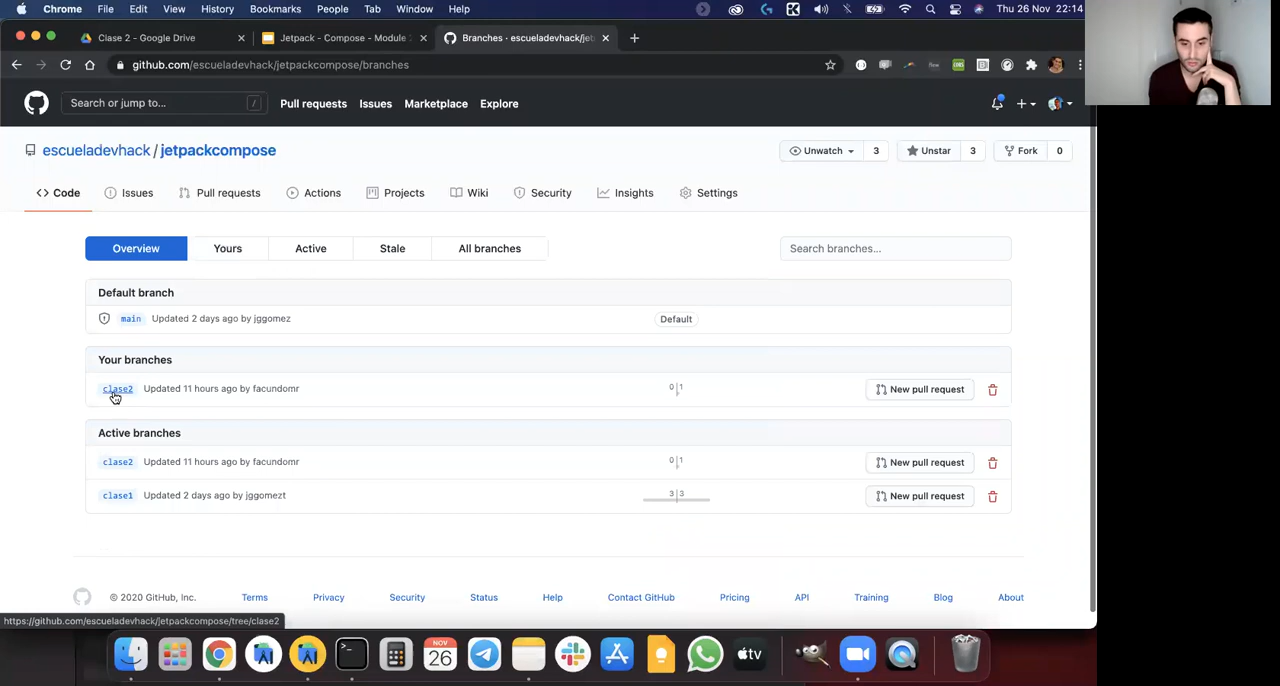 Chrome File Edit View History Bookmarks People Tab Window Help Thu 26 Nov 22:14
Clase 2 - Google Drive Jetpack - Compose - Module Branches · escueladevhack/jet
github.com/escueladevhack/jetpackcompose/branches
Search or jump to... / Pull requests Issues Marketplace Explore
escueladevhack / jetpackcompose Unwatch 3 Unstar 3 Fork 0
Code Issues Pull requests Actions Projects Wiki Security Insights Settings
Overview Yours Active Stale All branches Search branches...
Default branch
main Updated 2 days ago by jggomez Default
Your branches
clase2 Updated 11 hours ago by facundomr 0 1 New pull request
Active branches
clase2 Updated 11 hours ago by facundomr 0 1 New pull request
clase1 Updated 2 days ago by jggomezt 3 3 New pull request
© 2020 GitHub, Inc. Terms Privacy Security Status Help Contact GitHub Pricing API Training Blog About
https://github.com/escueladevhack/jetpackcompose/tree/clase2
NOV
26
tv